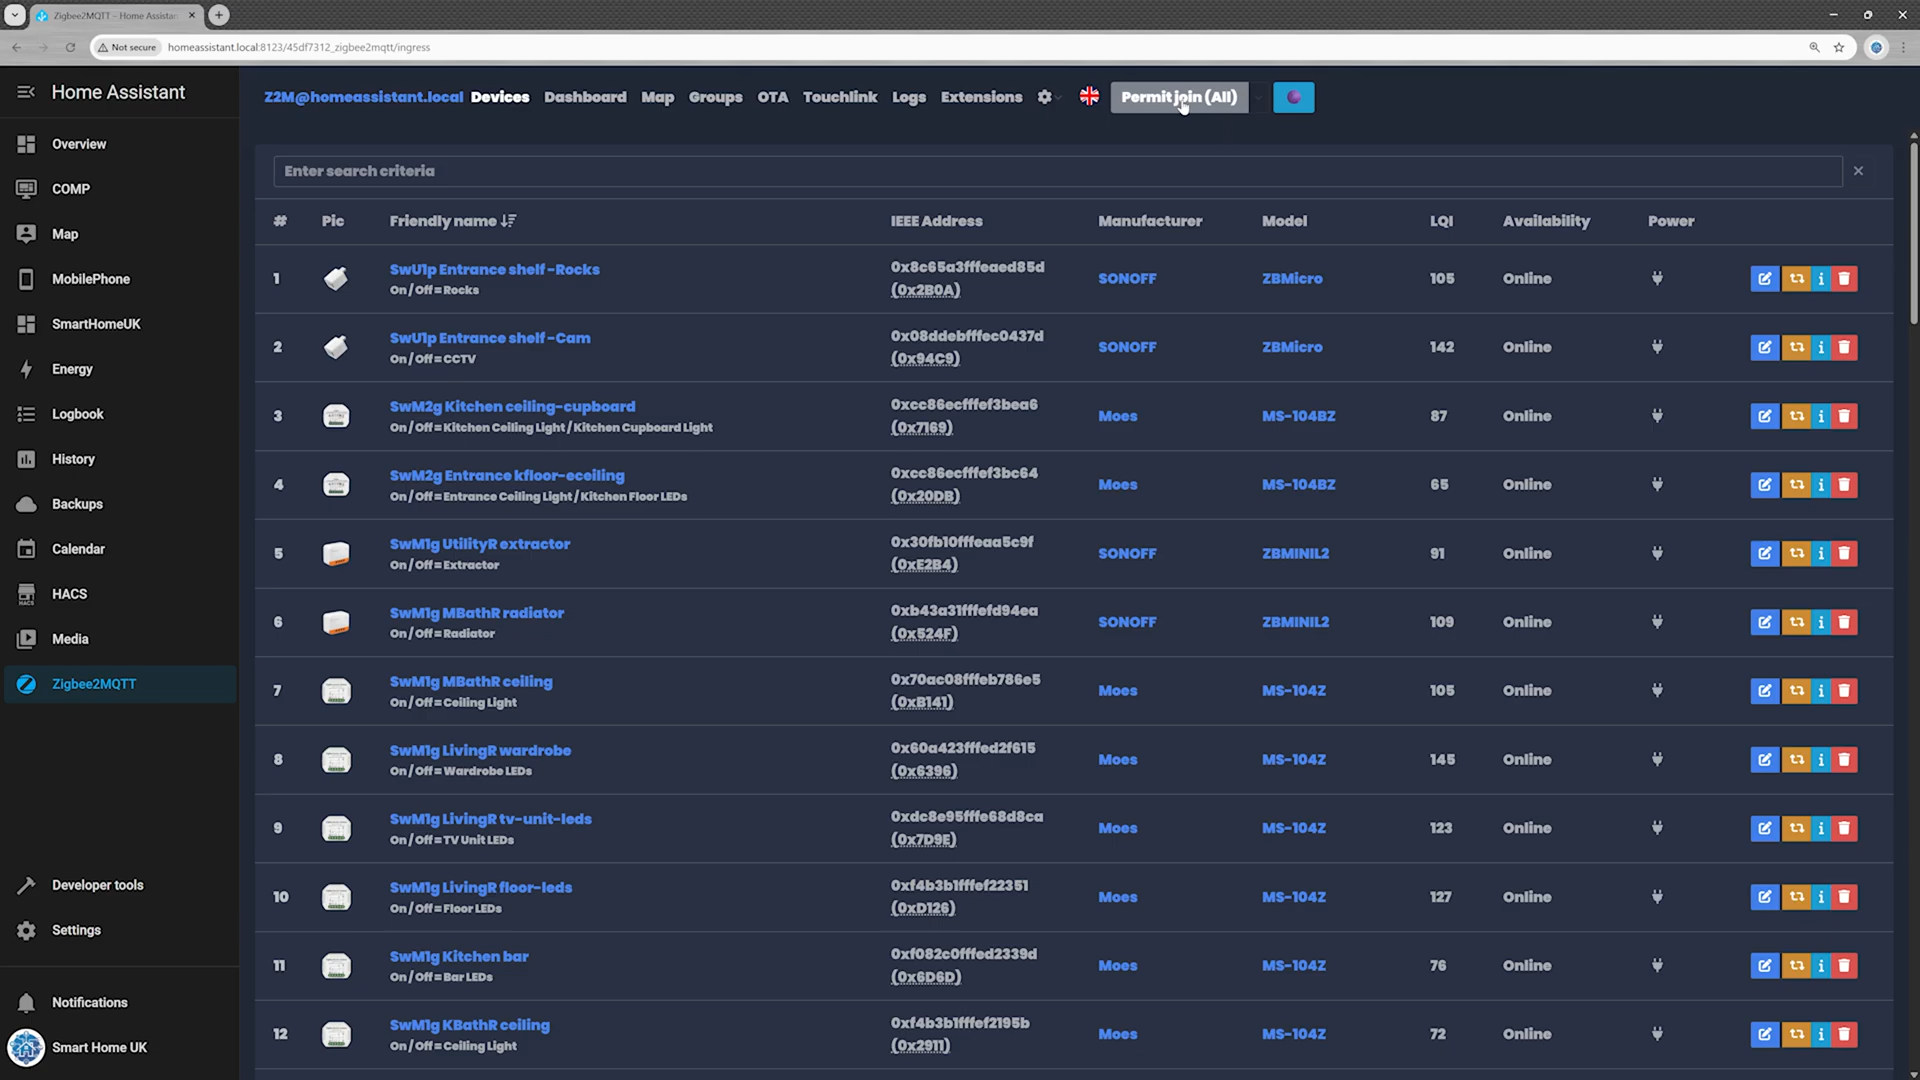 Zigbee2MQTT – Home Assistan
Not secure
homeassistant.local:8123/45df7312_zigbee2mqtt/ingress
Home Assistant
Overview
COMP
Map
MobilePhone
SmartHomeUK
Energy
Logbook
History
Backups
Calendar
HACS
HACS
Media
Zigbee2MQTT
Developer tools
Settings
Notifications
Smart Home UK
Z2M@homeassistant.local Devices Dashboard Map Groups OTA Touchlink Logs Extensions Permit join (All)
Enter search criteria
# Pic Friendly name IEEE Address Manufacturer Model LQI Availability Power
1 SwU1p Entrance shelf -Rocks 0x8c65a3fffeaed85d SONOFF ZBMicro 105 Online
On / Off = Rocks (0x2B0A)
2 SwU1p Entrance shelf -Cam 0x08ddebfffec0437d SONOFF ZBMicro 142 Online
On / Off = CCTV (0x94C9)
3 SwM2g Kitchen ceiling-cupboard 0xcc86ecfffef3bea6 Moes MS-104BZ 87 Online
On / Off = Kitchen Ceiling Light / Kitchen Cupboard Light (0x7169)
4 SwM2g Entrance kfloor-eceiling 0xcc86ecfffef3bc64 Moes MS-104BZ 65 Online
On / Off = Entrance Ceiling Light / Kitchen Floor LEDs (0x20DB)
5 SwM1g UtilityR extractor 0x30fb10fffeaa5c9f SONOFF ZBMINIL2 91 Online
On / Off = Extractor (0xE2B4)
6 SwM1g MBathR radiator 0xb43a31fffefd94ea SONOFF ZBMINIL2 109 Online
On / Off = Radiator (0x524F)
7 SwM1g MBathR ceiling 0x70ac08fffeb786e5 Moes MS-104Z 105 Online
On / Off = Ceiling Light (0xB141)
8 SwM1g LivingR wardrobe 0x60a423fffed2f615 Moes MS-104Z 145 Online
On / Off = Wardrobe LEDs (0x6396)
9 SwM1g LivingR tv-unit-leds 0xdc8e95fffe68d8ca Moes MS-104Z 123 Online
On / Off = TV Unit LEDs (0x7D9E)
10 SwM1g LivingR floor-leds 0xf4b3b1fffef22351 Moes MS-104Z 127 Online
On / Off = Floor LEDs (0xD126)
11 SwM1g Kitchen bar 0xf082c0fffed2339d Moes MS-104Z 76 Online
On / Off = Bar LEDs (0x6D6D)
12 SwM1g KBathR ceiling 0xf4b3b1fffef2195b Moes MS-104Z 72 Online
On / Off = Ceiling Light (0x2911)